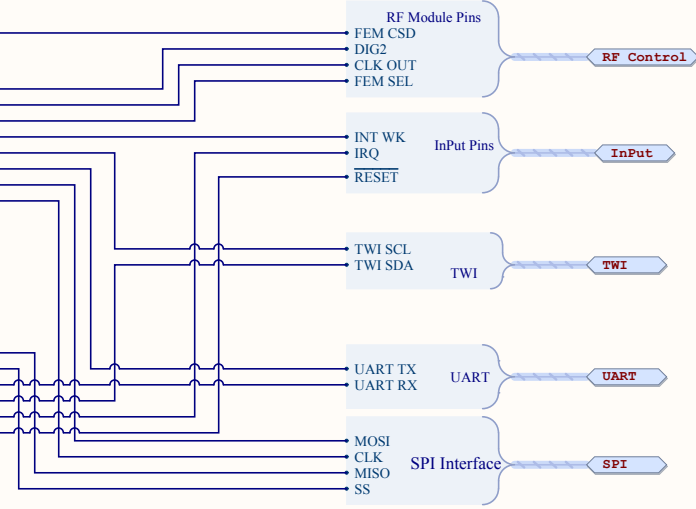 RF Module Pins
FEM CSD
DIG2
CLK OUT
FEM SEL
RF Control
INT WK
IRQ
RESET
InPut Pins
InPut
TWI SCL
TWI SDA
TWI
TWI
UART TX
UART RX
UART
UART
MOSI
CLK
MISO
SS
SPI Interface
SPI